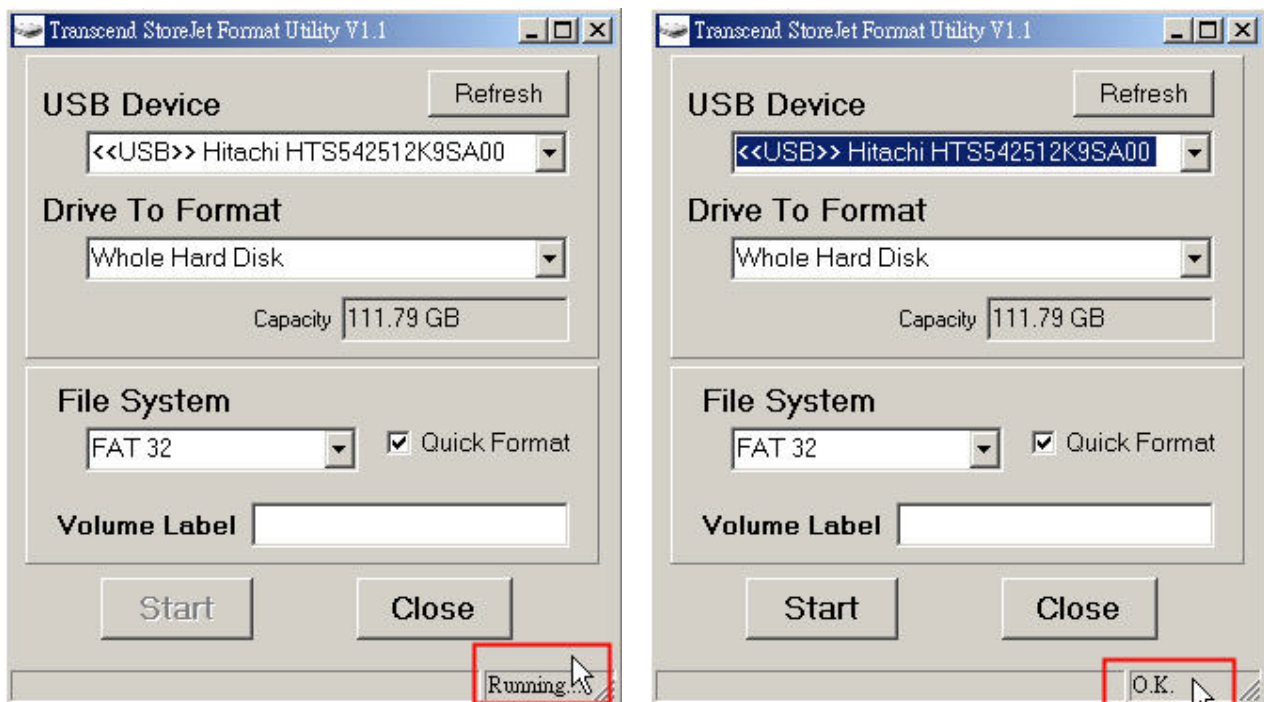 Transcend StoreJet Format Utility V1.1
USB Device
Refresh
<<USB>> Hitachi HTS542512K9SA00
Drive To Format
Whole Hard Disk
Capacity 111.79 GB
File System
FAT 32
Quick Format
Volume Label
Start
Close
Running...
Transcend StoreJet Format Utility V1.1
USB Device
Refresh
<<USB>> Hitachi HTS542512K9SA00
Drive To Format
Whole Hard Disk
Capacity 111.79 GB
File System
FAT 32
Quick Format
Volume Label
Start
Close
O.K.